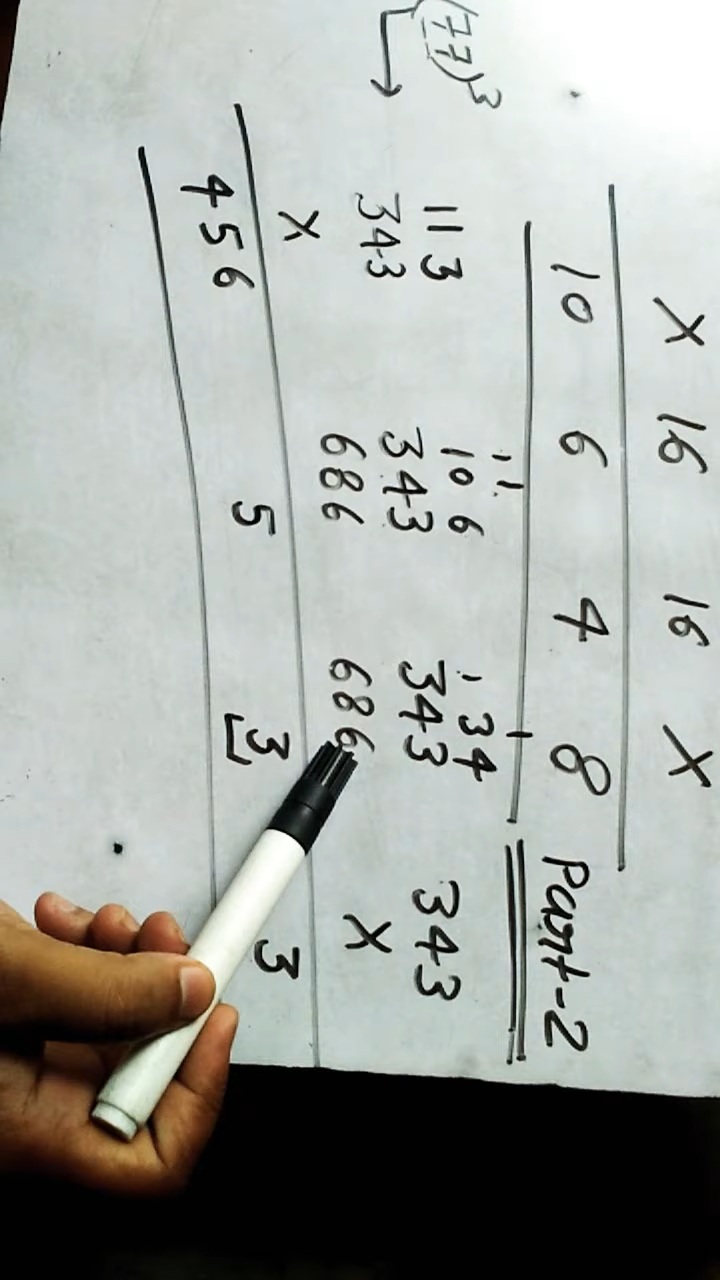 X 16 16 X
10 6 4 8 Part-2
11
(77)³ 11 3 10 6 1 34
→ 343 343 343 343
X 686 686 X
456 5 3 3